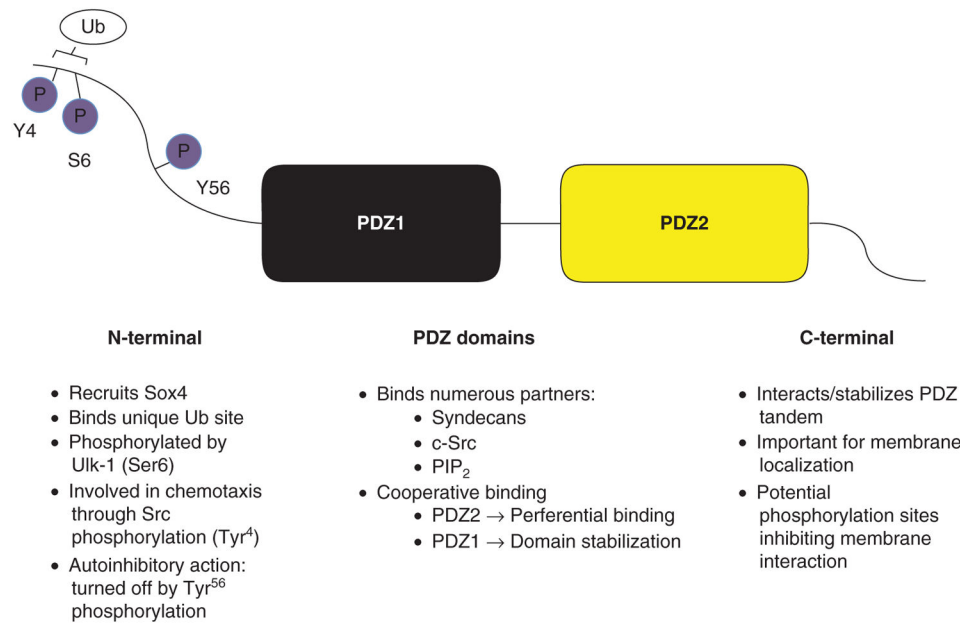 Ub
P
Y4
P
S6
P
Y56
PDZ1
PDZ2
N-terminal
• Recruits Sox4
• Binds unique Ub site
• Phosphorylated by
Ulk-1 (Ser6)
• Involved in chemotaxis
through Src
phosphorylation (Tyr⁴)
• Autoinhibitory action:
turned off by Tyr⁵⁶
phosphorylation
PDZ domains
• Binds numerous partners:
• Syndecans
• c-Src
• PIP₂
• Cooperative binding
• PDZ2 → Perferential binding
• PDZ1 → Domain stabilization
C-terminal
• Interacts/stabilizes PDZ
tandem
• Important for membrane
localization
• Potential
phosphorylation sites
inhibiting membrane
interaction